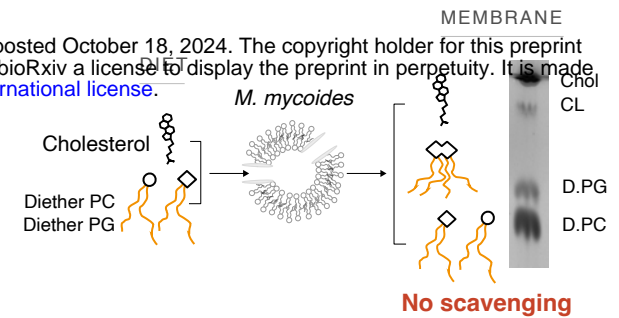 MEMBRANE
posted October 18, 2024. The copyright holder for this preprint
bioRxiv a license to display the preprint in perpetuity. It is made
DIET
rnational license.
M. mycoides
Chol
CL
Cholesterol
Diether PC
Diether PG
D.PG
D.PC
No scavenging